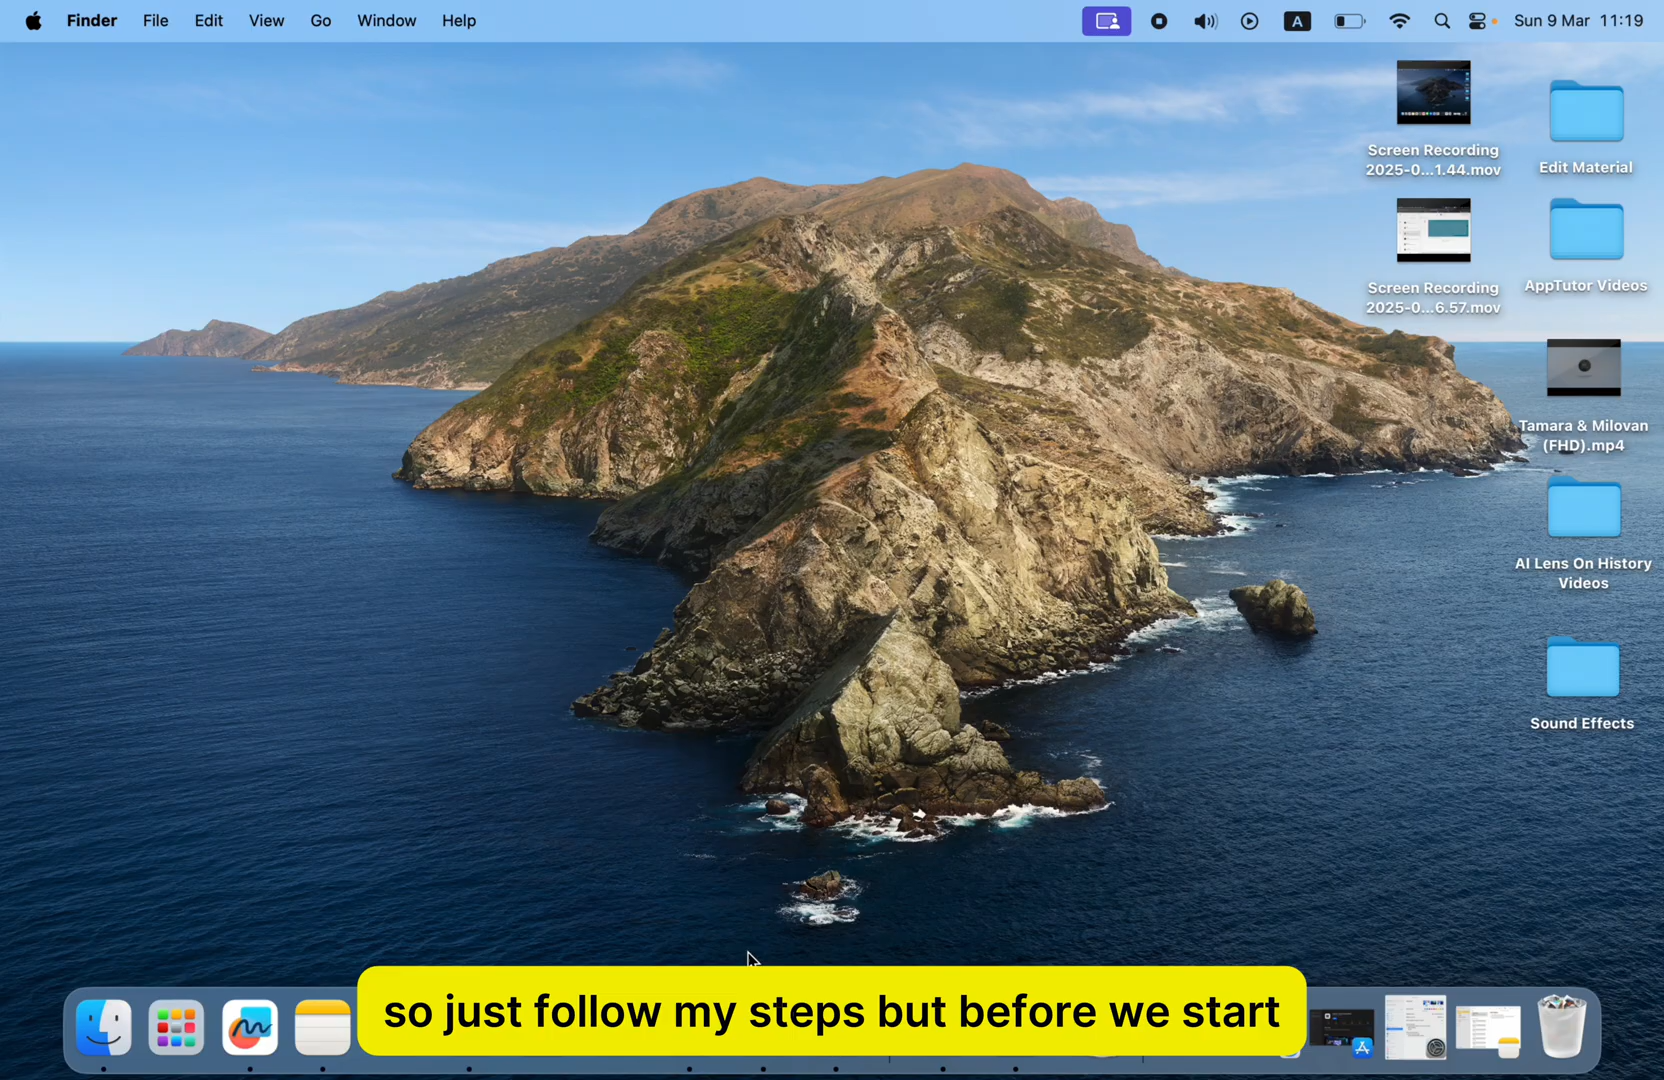 Finder File Edit View Go Window Help A Sun 9 Mar 11:19
Screen Recording
2025-0...1.44.mov
Edit Material
Screen Recording
2025-0...6.57.mov
AppTutor Videos
Tamara & Milovan
(FHD).mp4
AI Lens On History
Videos
Sound Effects
so just follow my steps but before we start